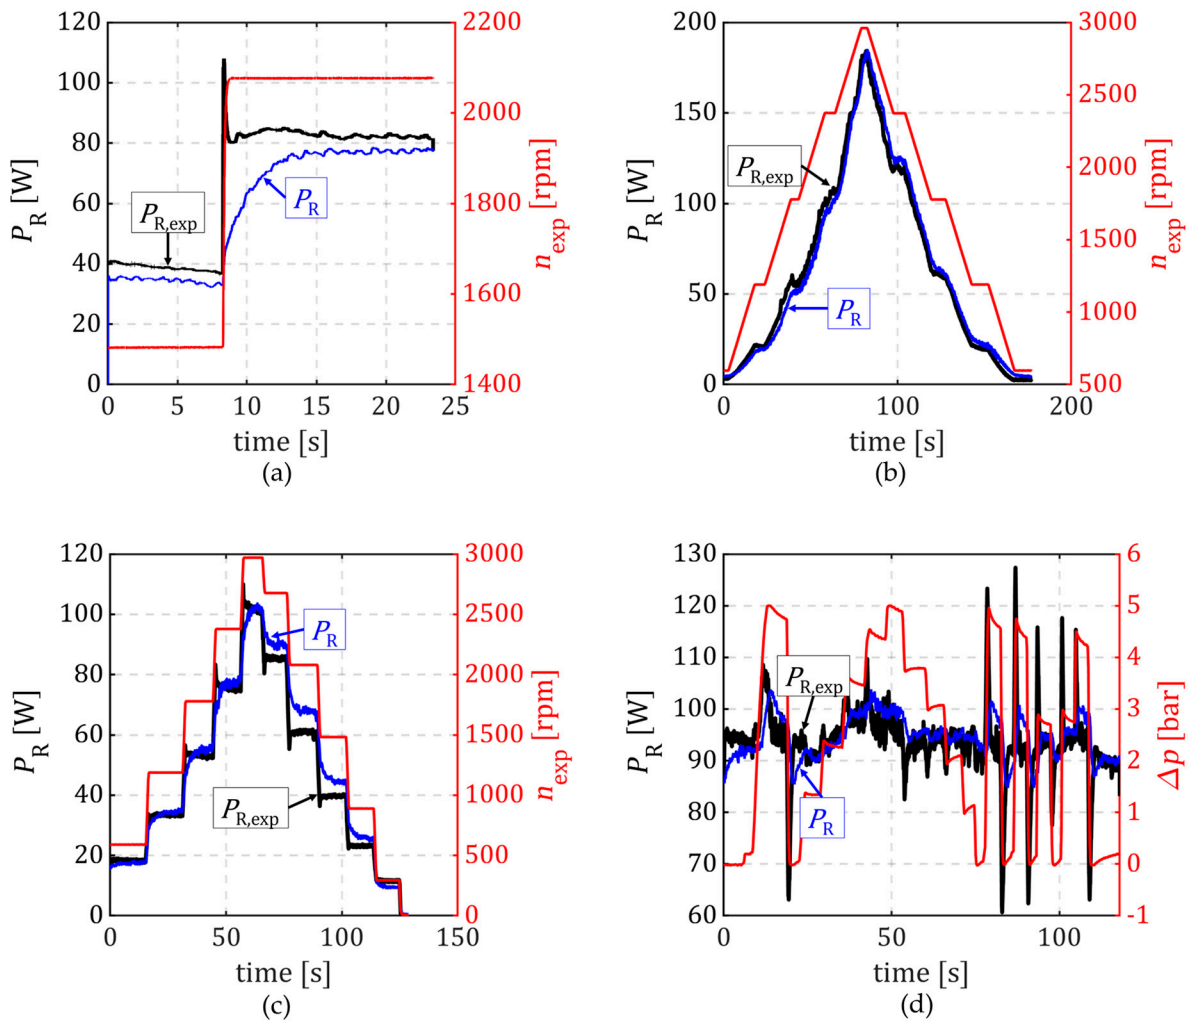 120
100
80
60
40
20
0
P_R [W]
2200
2000
1800
1600
1400
n_exp [rpm]
P_R,exp
P_R
0 5 10 15 20 25
time [s]
(a)
200
150
100
50
0
P_R [W]
3000
2500
2000
1500
1000
500
n_exp [rpm]
P_R,exp
P_R
0 100 200
time [s]
(b)
120
100
80
60
40
20
0
P_R [W]
3000
2500
2000
1500
1000
500
0
n_exp [rpm]
P_R
P_R,exp
0 50 100 150
time [s]
(c)
130
120
110
100
90
80
70
60
P_R [W]
6
5
4
3
2
1
0
-1
Δp [bar]
P_R,exp
P_R
0 50 100
time [s]
(d)